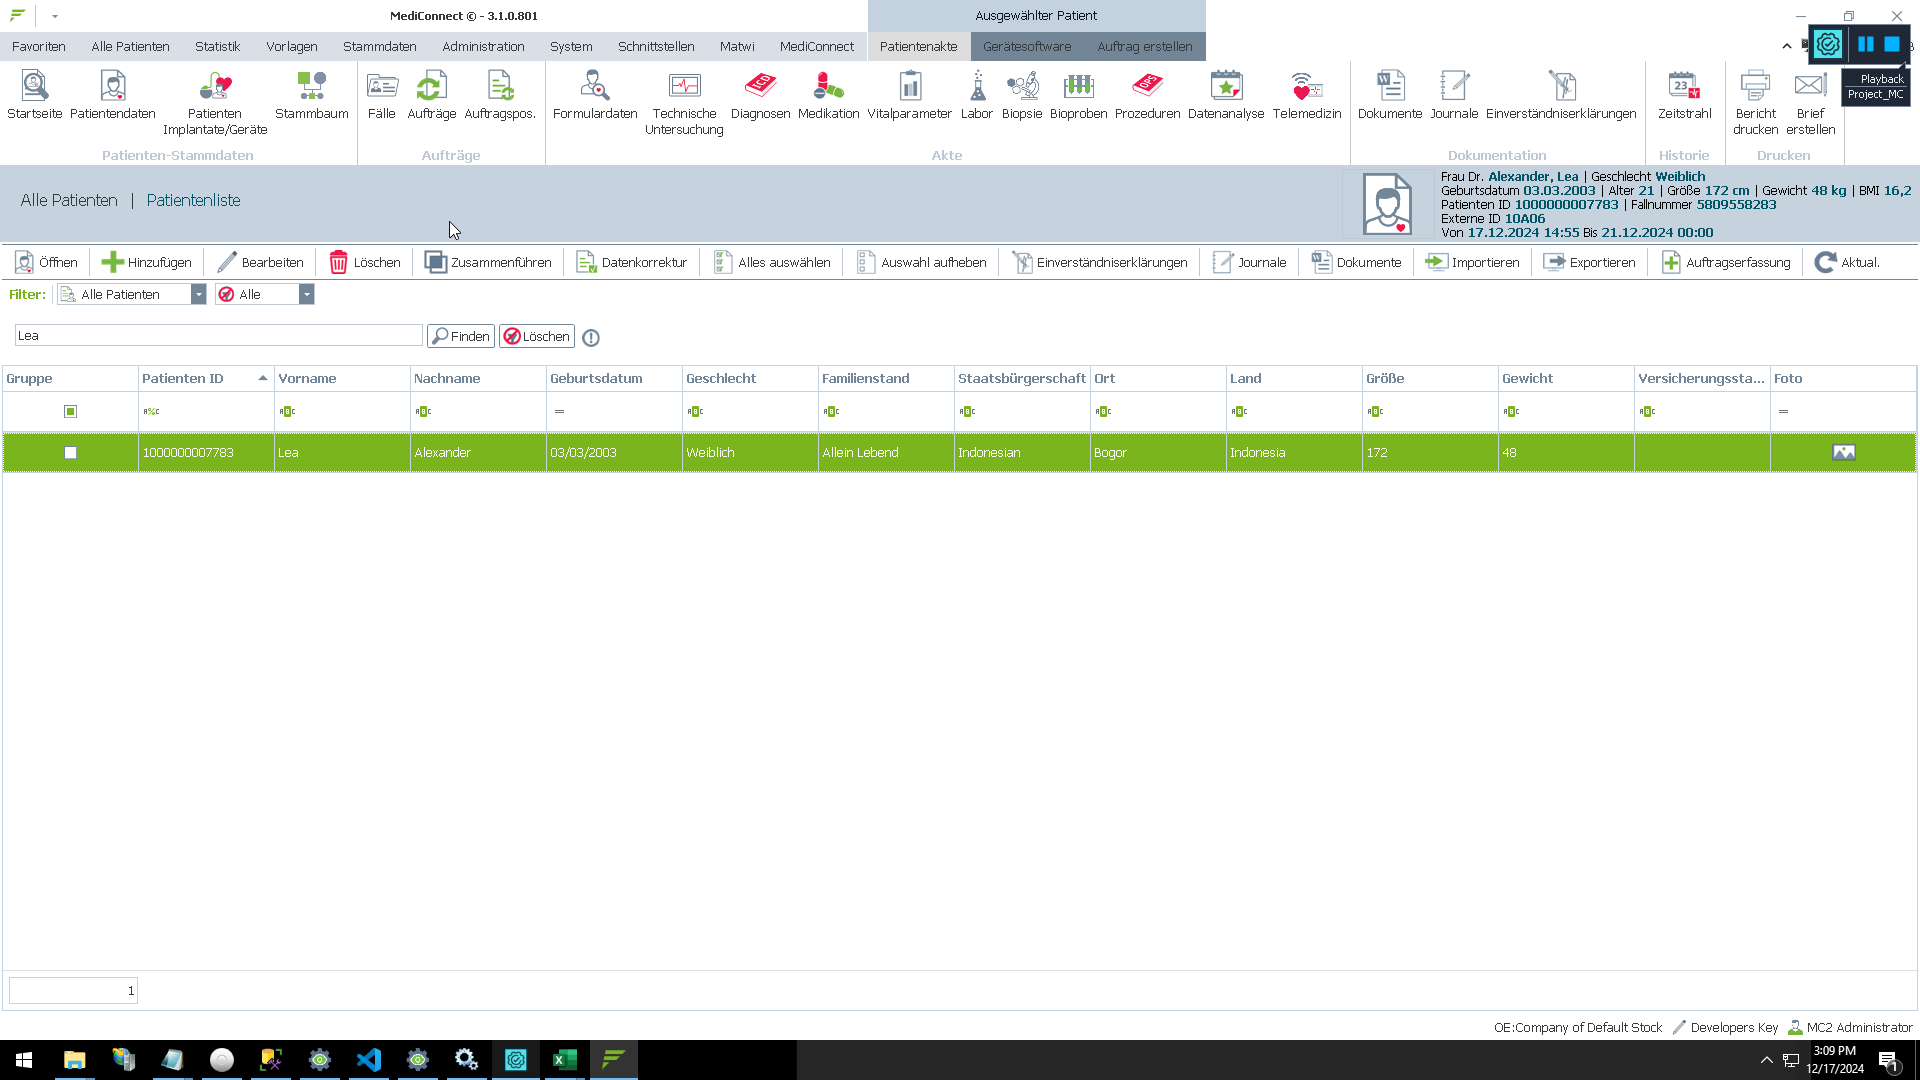 MediConnect © - 3.1.0.801
Ausgewählter Patient
Favoriten Alle Patienten Statistik Vorlagen Stammdaten Administration System Schnittstellen Matwi MediConnect Patientenakte Gerätesoftware Auftrag erstellen
Playback
Project_MC
Startseite Patientendaten Patienten Implantate/Geräte Stammbaum Fälle Aufträge Auftragspos. Formulardaten Technische Untersuchung Diagnosen Medikation Vitalparameter Labor Biopsie Bioproben Prozeduren Datenanalyse Telemedizin Dokumente Journale Einverständniserklärungen Zeitstrahl Bericht drucken Brief erstellen
Patienten-Stammdaten Aufträge Akte Dokumentation Historie Drucken
Alle Patienten | Patientenliste
Frau Dr. Alexander, Lea | Geschlecht Weiblich
Geburtsdatum 03.03.2003 | Alter 21 | Größe 172 cm | Gewicht 48 kg | BMI 16,2
Patienten ID 1000000007783 | Fallnummer 5809558283
Externe ID 10A06
Von 17.12.2024 14:55 Bis 21.12.2024 00:00
Öffnen Hinzufügen Bearbeiten Löschen Zusammenführen Datenkorrektur Alles auswählen Auswahl aufheben Einverständniserklärungen Journale Dokumente Importieren Exportieren Auftragserfassung Aktual.
Filter: Alle Patienten Alle
Lea Finden Löschen
Gruppe Patienten ID Vorname Nachname Geburtsdatum Geschlecht Familienstand Staatsbürgerschaft Ort Land Größe Gewicht Versicherungssta... Foto
1000000007783 Lea Alexander 03/03/2003 Weiblich Allein Lebend Indonesian Bogor Indonesia 172 48
1
OE:Company of Default Stock Developers Key MC2 Administrator
3:09 PM
12/17/2024
1